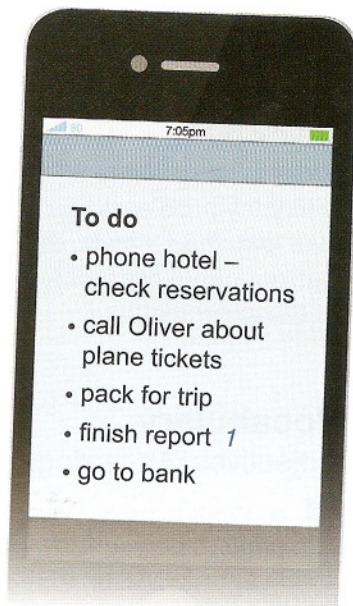 7:05pm
To do
• phone hotel –
check reservations
• call Oliver about
plane tickets
• pack for trip
• finish report 1
• go to bank